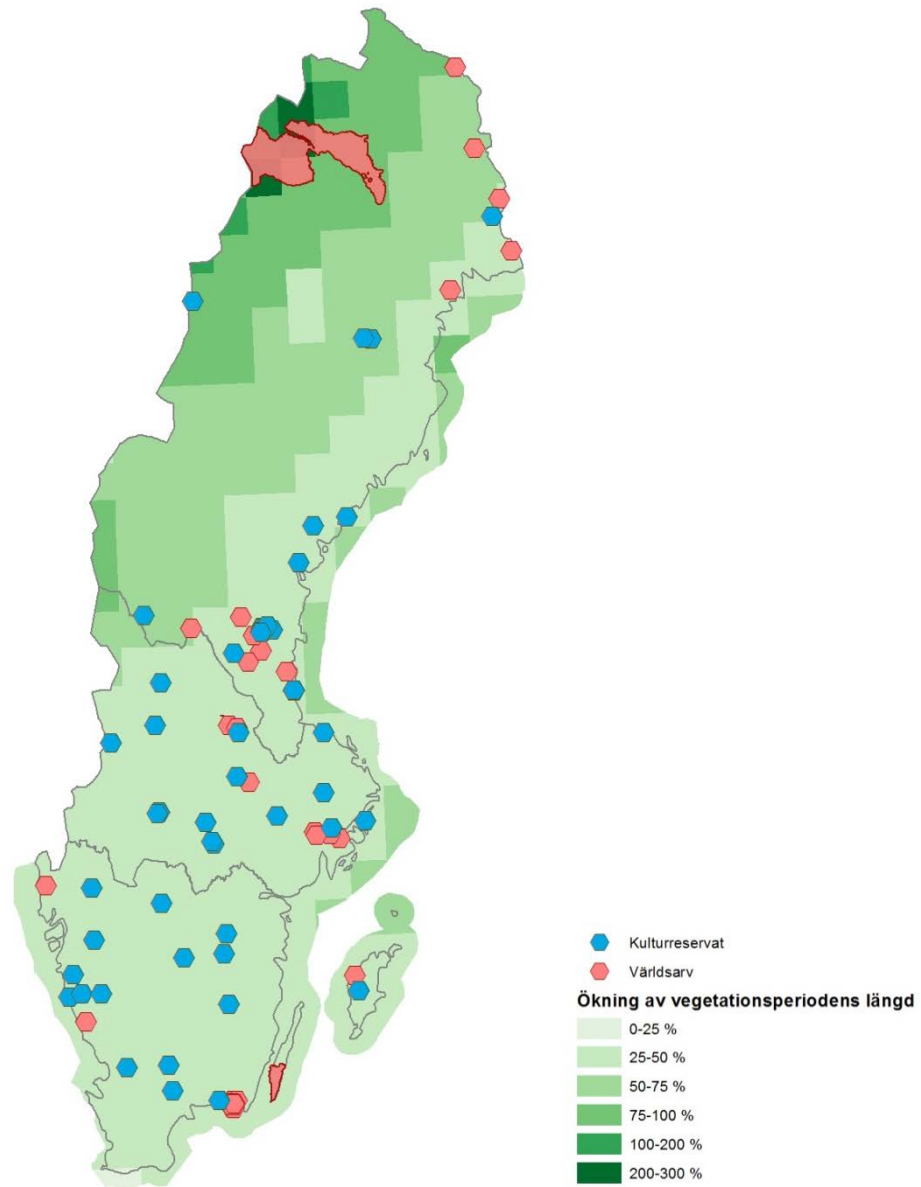 Kulturreservat
Världsarv
Ökning av vegetationsperiodens längd
0-25 %
25-50 %
50-75 %
75-100 %
100-200 %
200-300 %